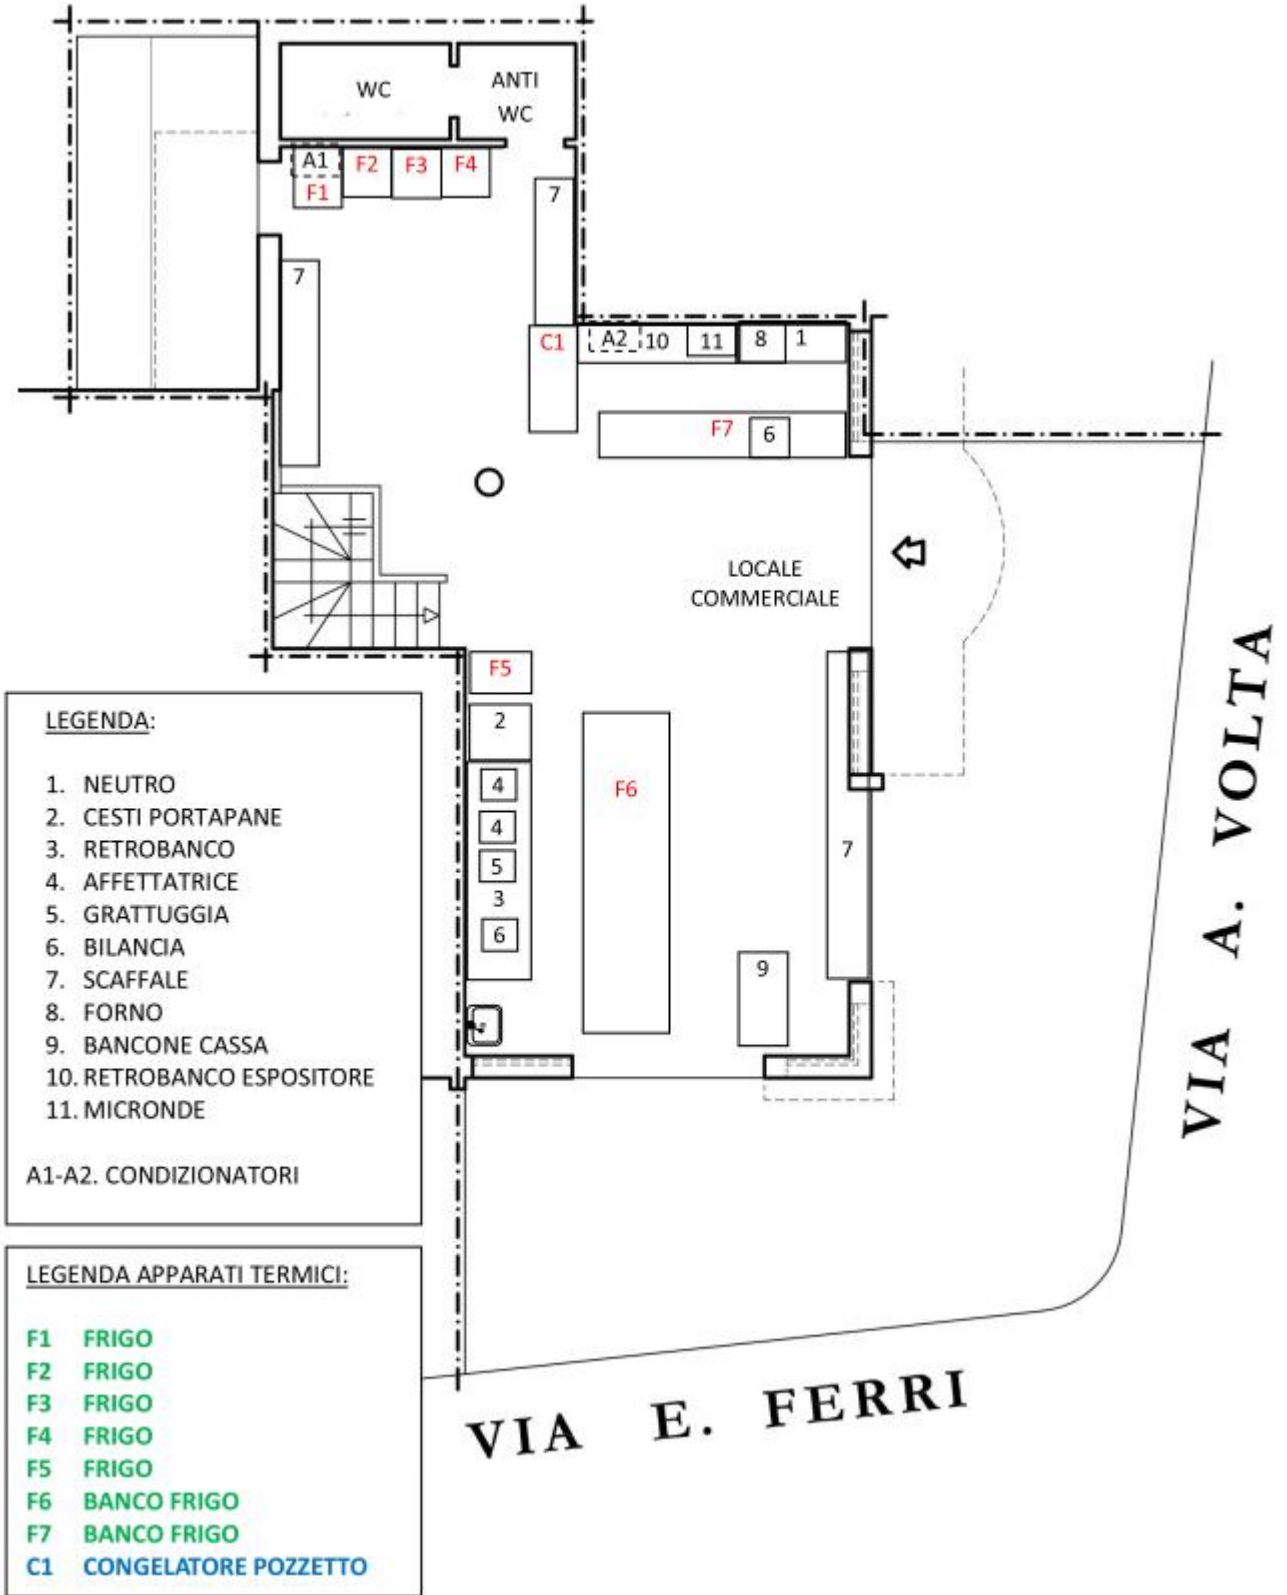 WC
ANTI
WC
A1
F2
F3
F4
F1
7
7
C1
A2
10
11
8
1
F7
6
LOCALE
COMMERCIALE
F5
2
4
F6
4
5
7
3
6
9
LEGENDA:
1. NEUTRO
2. CESTI PORTAPANE
3. RETROBANCO
4. AFFETTATRICE
5. GRATTUGGIA
6. BILANCIA
7. SCAFFALE
8. FORNO
9. BANCONE CASSA
10. RETROBANCO ESPOSITORE
11. MICRONDE
A1-A2. CONDIZIONATORI
LEGENDA APPARATI TERMICI:
F1 FRIGO
F2 FRIGO
F3 FRIGO
F4 FRIGO
F5 FRIGO
F6 BANCO FRIGO
F7 BANCO FRIGO
C1 CONGELATORE POZZETTO
VIA A. VOLTA
VIA E. FERRI